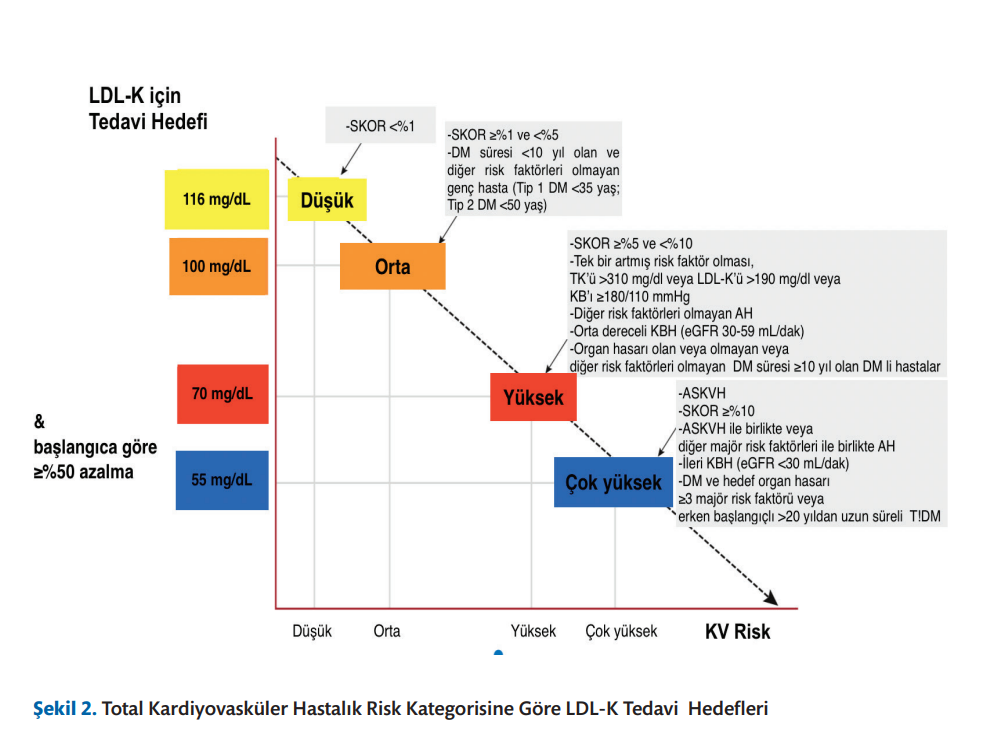 LDL-K için
Tedavi Hedefi
-SKOR <%1
-SKOR ≥%1 ve <%5
-DM süresi <10 yıl olan ve
diğer risk faktörleri olmayan
genç hasta (Tip 1 DM <35 yaş;
Tip 2 DM <50 yaş)
116 mg/dL
Düşük
100 mg/dL
Orta
-SKOR ≥%5 ve <%10
-Tek bir artmış risk faktör olması,
TK'ü >310 mg/dl veya LDL-K'ü >190 mg/dl veya
KB'ı ≥180/110 mmHg
-Diğer risk faktörleri olmayan AH
-Orta dereceli KBH (eGFR 30-59 mL/dak)
-Organ hasarı olan veya olmayan veya
diğer risk faktörleri olmayan DM süresi ≥10 yıl olan DM li hastalar
70 mg/dL
Yüksek
-ASKVH
-SKOR ≥%10
-ASKVH ile birlikte veya
diğer majör risk faktörleri ile birlikte AH
-İleri KBH (eGFR <30 mL/dak)
-DM ve hedef organ hasarı
≥3 majör risk faktörü veya
erken başlangıçlı >20 yıldan uzun süreli T!DM
&
başlangıca göre
≥%50 azalma
55 mg/dL
Çok yüksek
Düşük
Orta
Yüksek
Çok yüksek
KV Risk
Şekil 2. Total Kardiyovasküler Hastalık Risk Kategorisine Göre LDL-K Tedavi Hedefleri